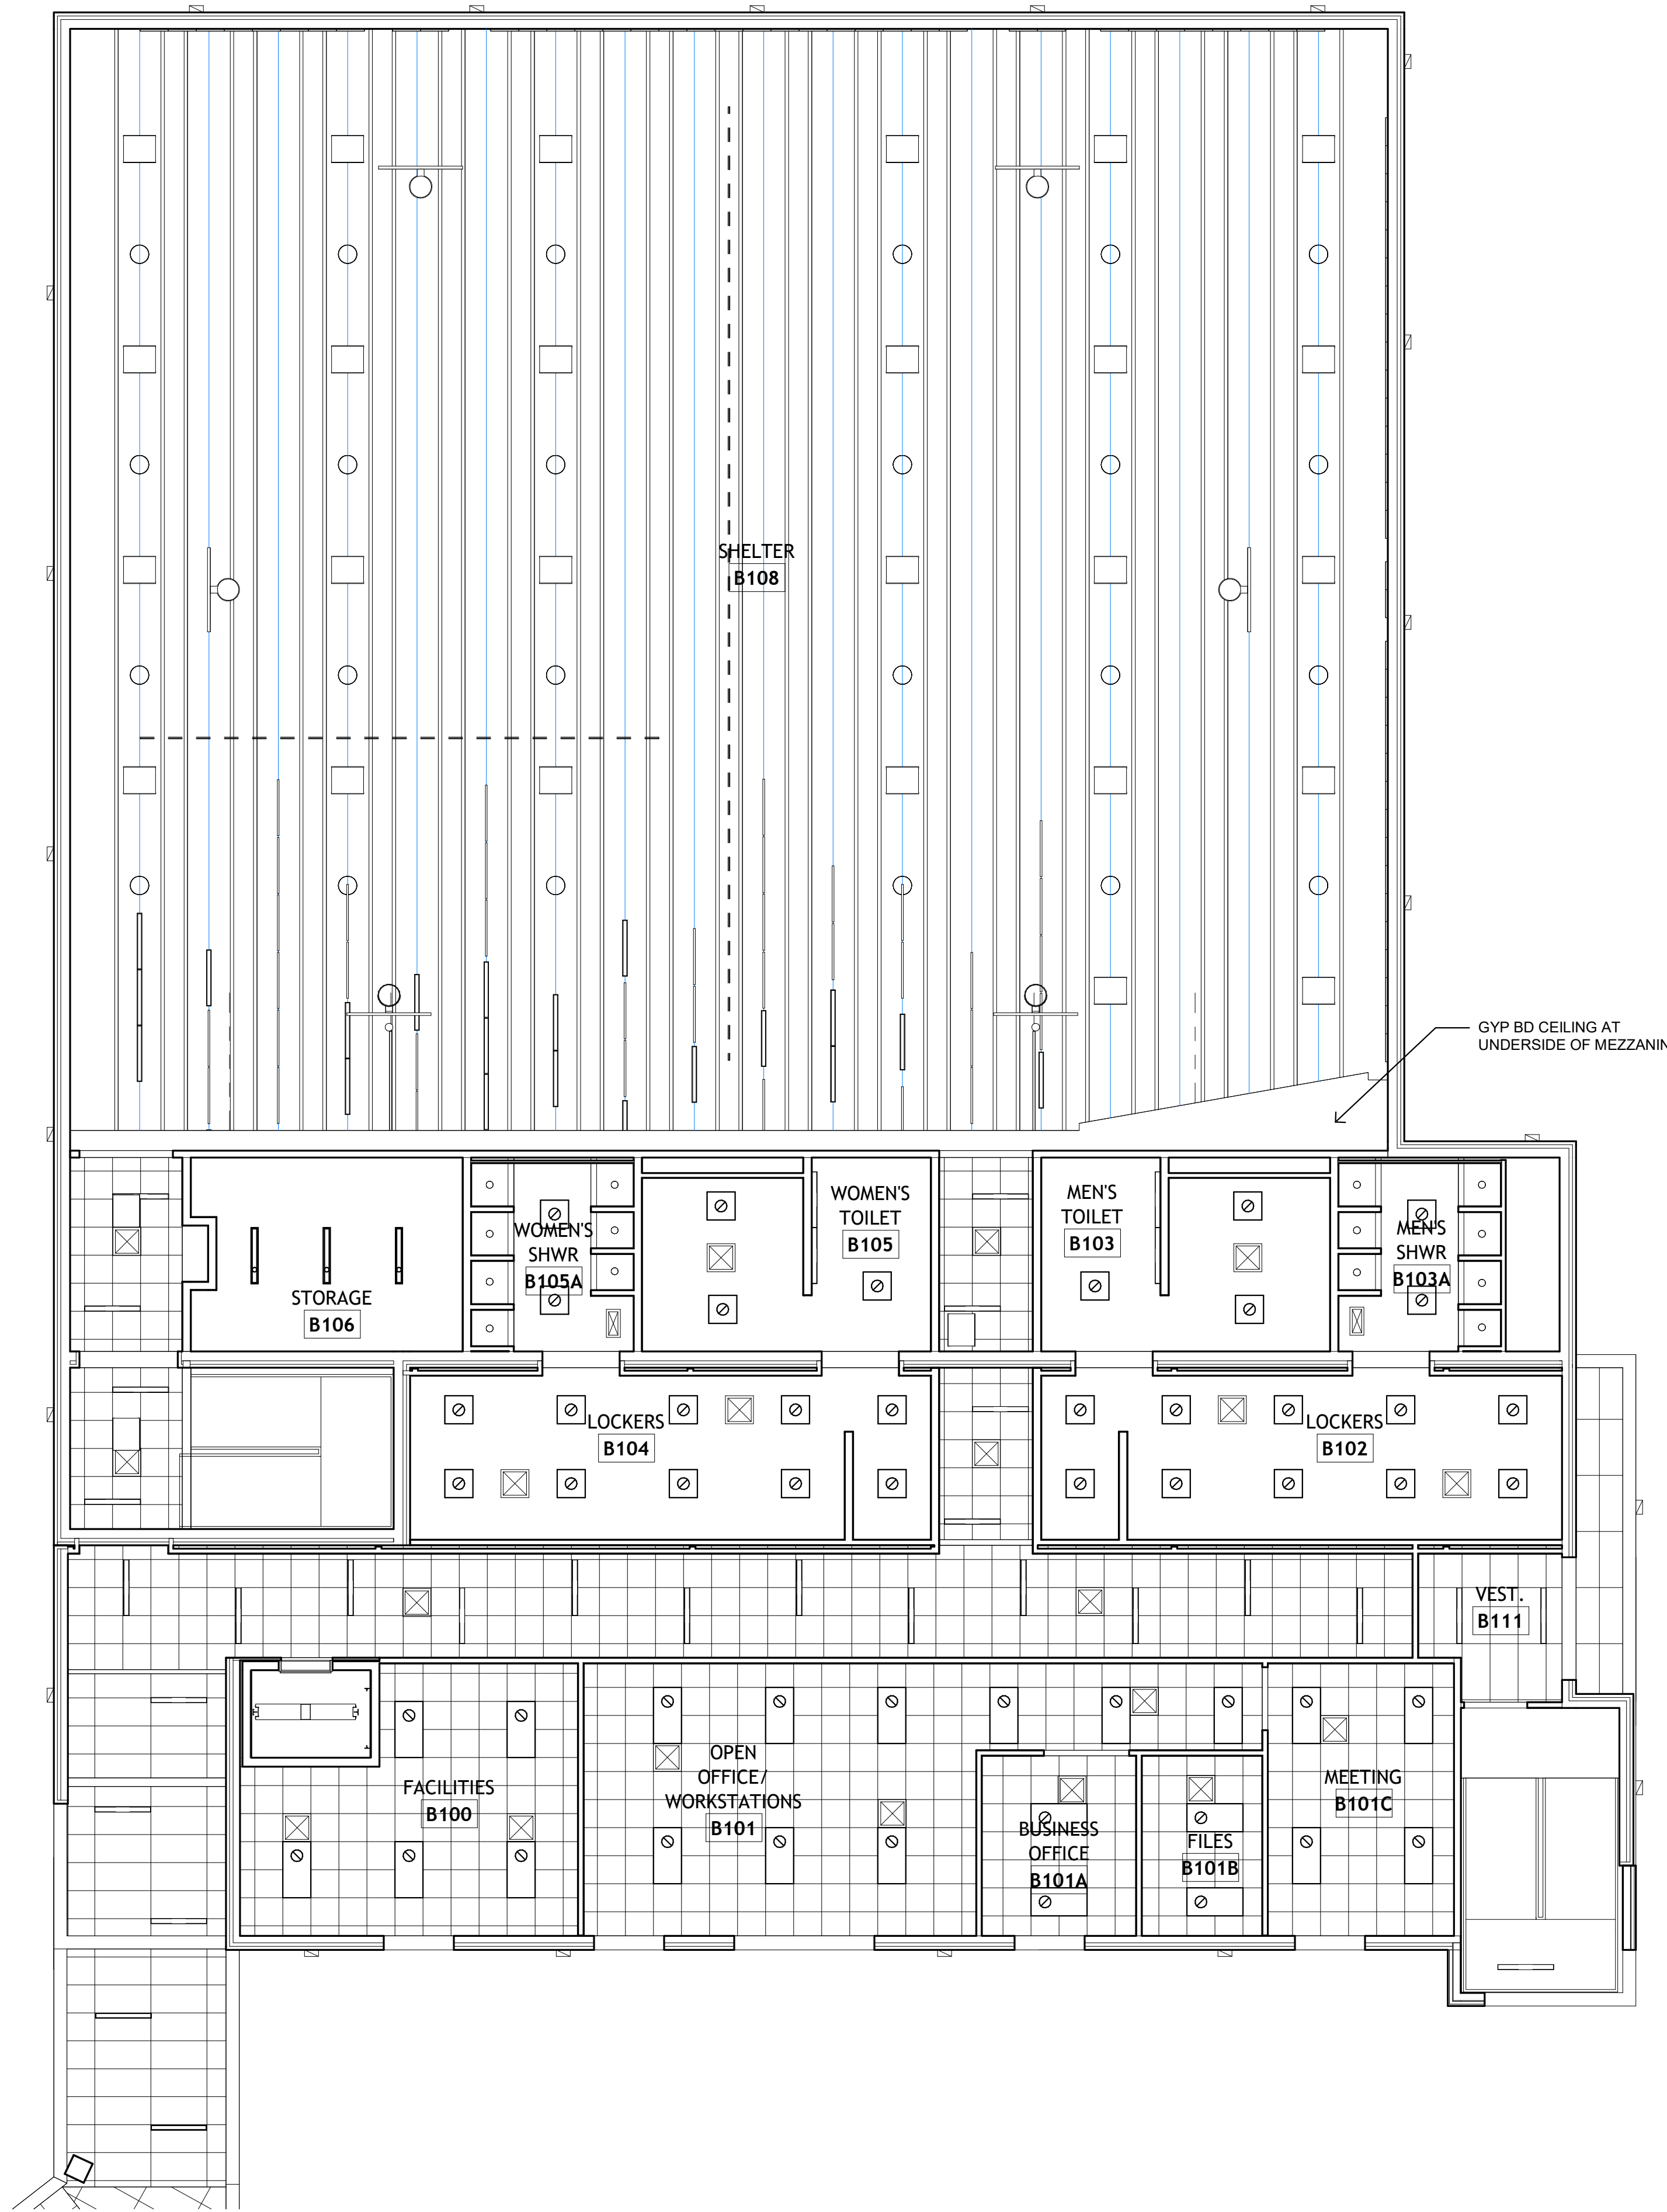 SHELTER
B108
GYP BD CEILING AT
UNDERSIDE OF MEZZANIN
WOMEN'S
TOILET
B105
MEN'S
TOILET
B103
WOMEN'S
SHWR
B105A
MEN'S
SHWR
B103A
STORAGE
B106
LOCKERS
B104
LOCKERS
B102
VEST.
B111
FACILITIES
B100
OPEN
OFFICE/
WORKSTATIONS
B101
BUSINESS
OFFICE
B101A
FILES
B101B
MEETING
B101C